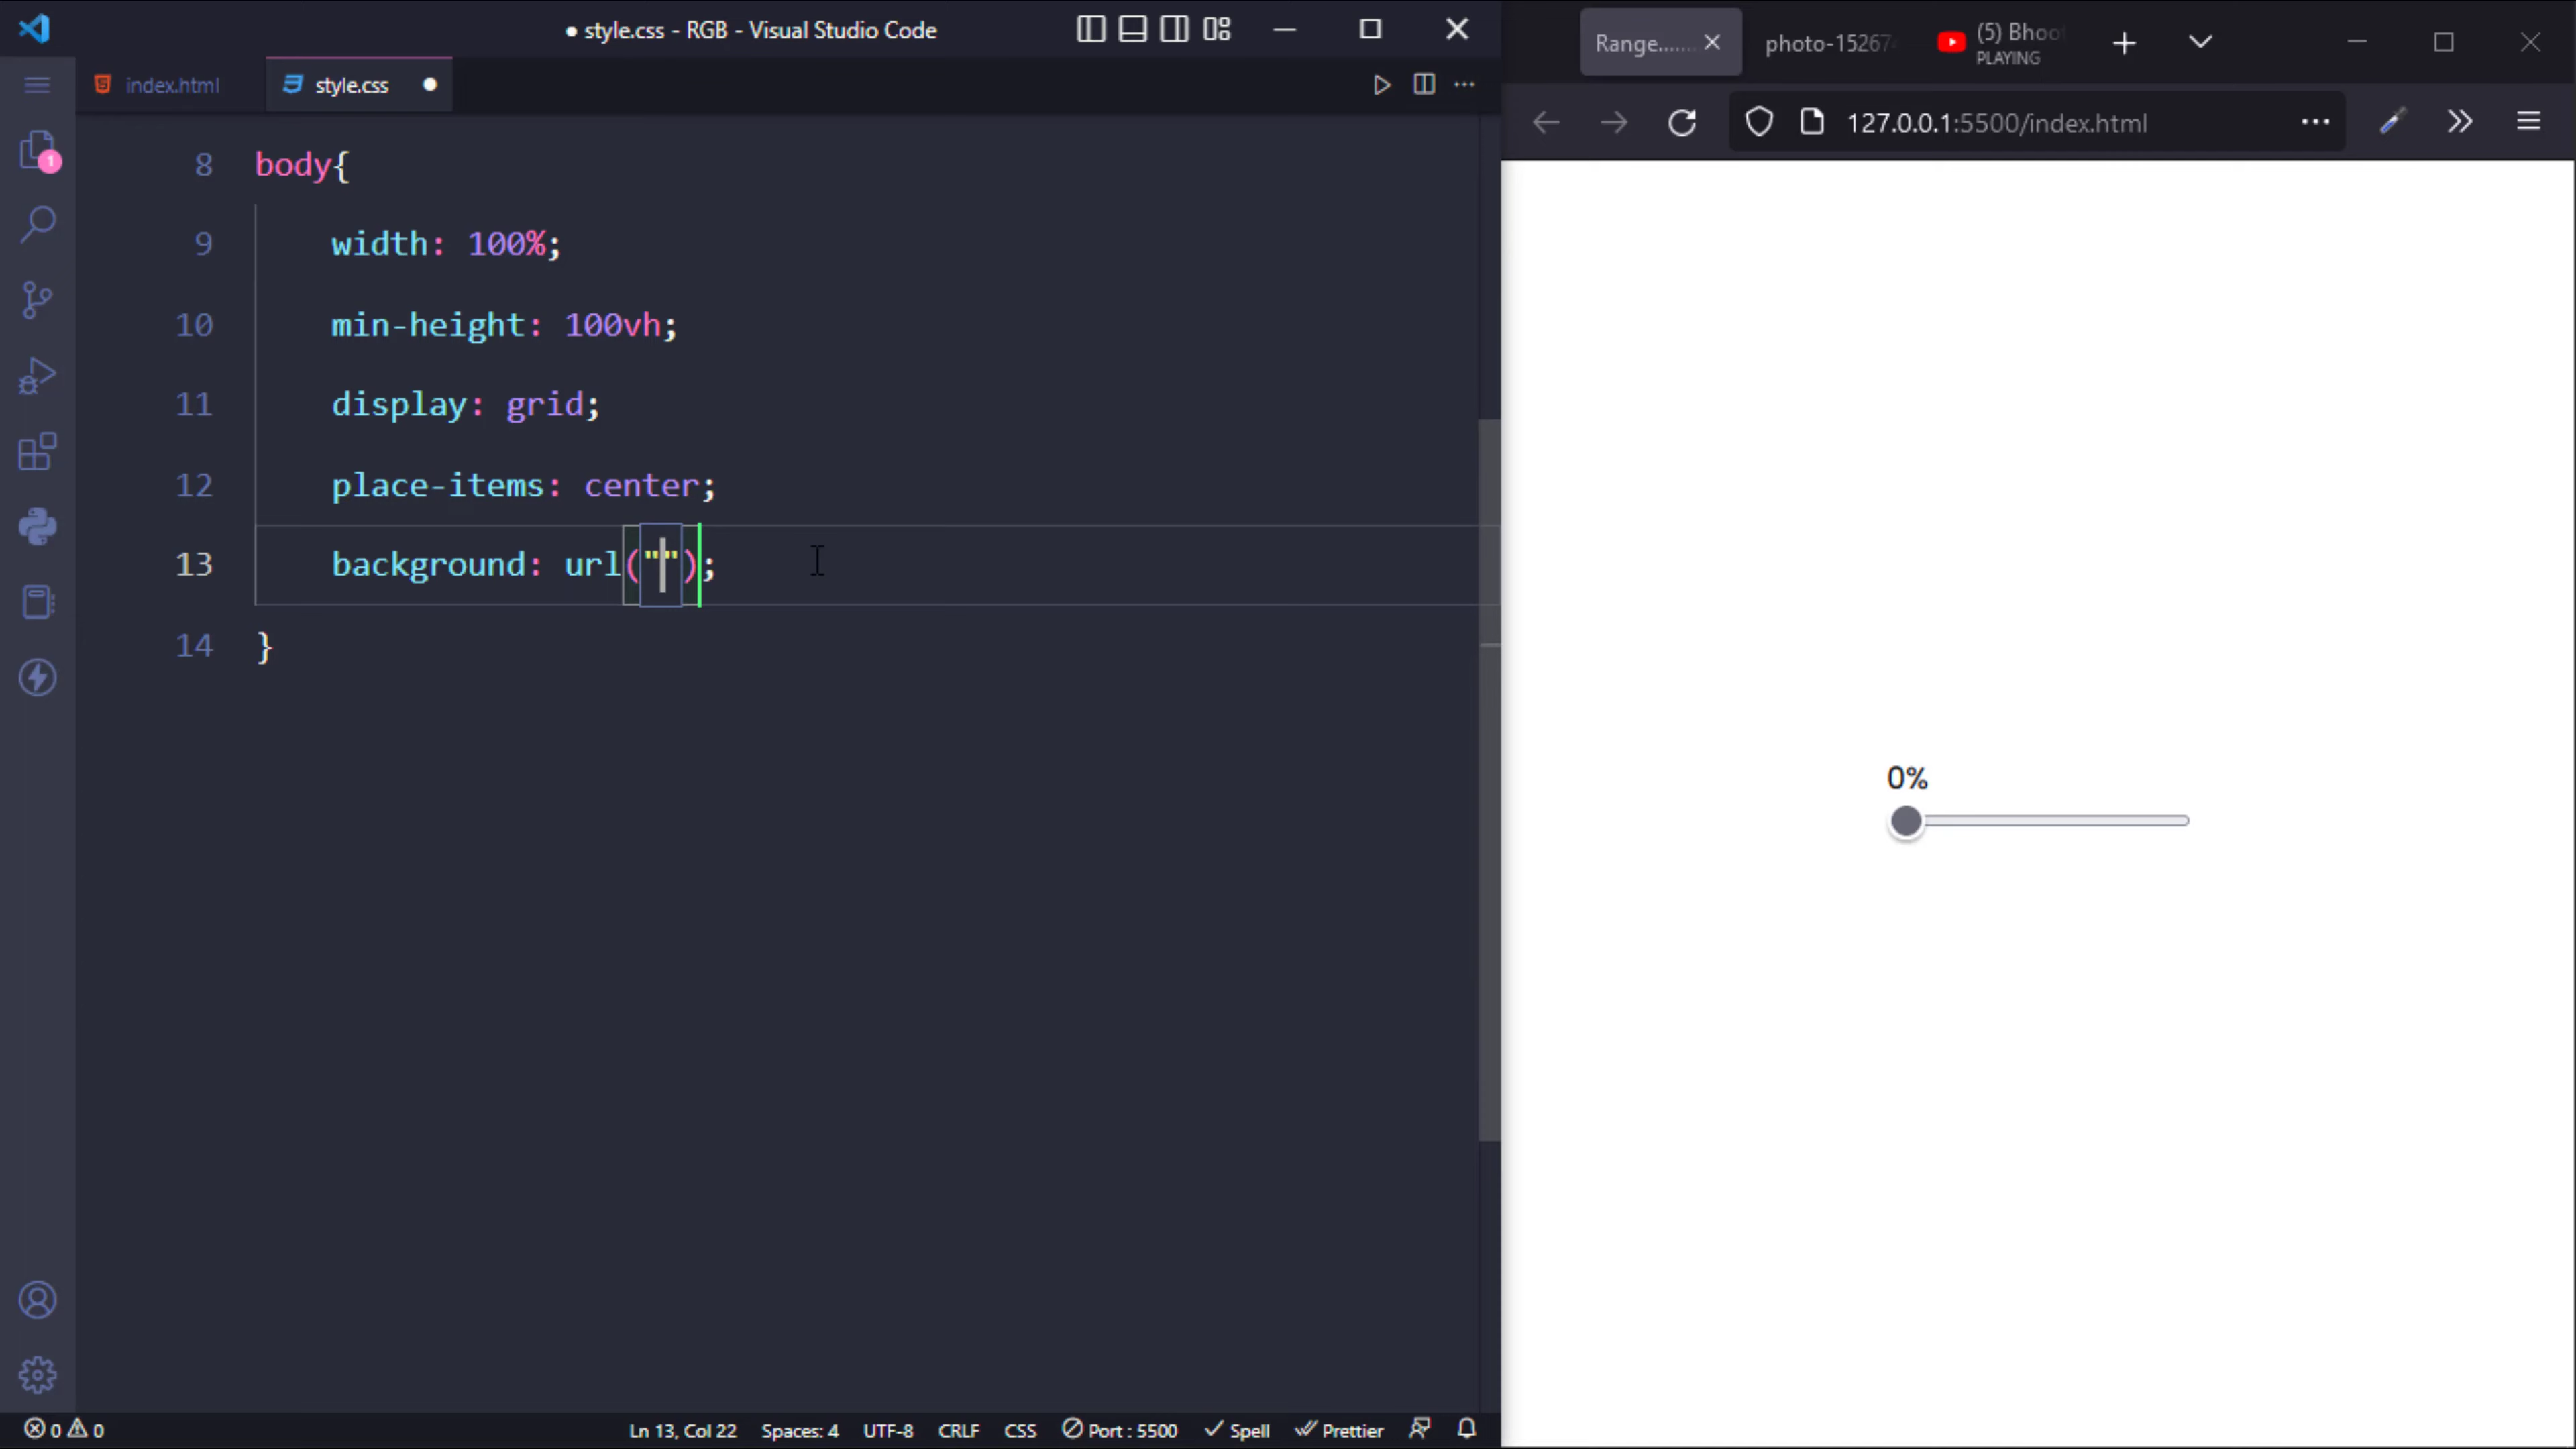 ● style.css - RGB - Visual Studio Code
index.html
style.css
8 body{
9 width: 100%;
10 min-height: 100vh;
11 display: grid;
12 place-items: center;
13 background: url("");
14 }
1
0 0
Ln 13, Col 22
Spaces: 4
UTF-8
CRLF
CSS
Port : 5500
Spell
Prettier
Range......
photo-15267
(5) Bhoot
PLAYING
127.0.0.1:5500/index.html
0%